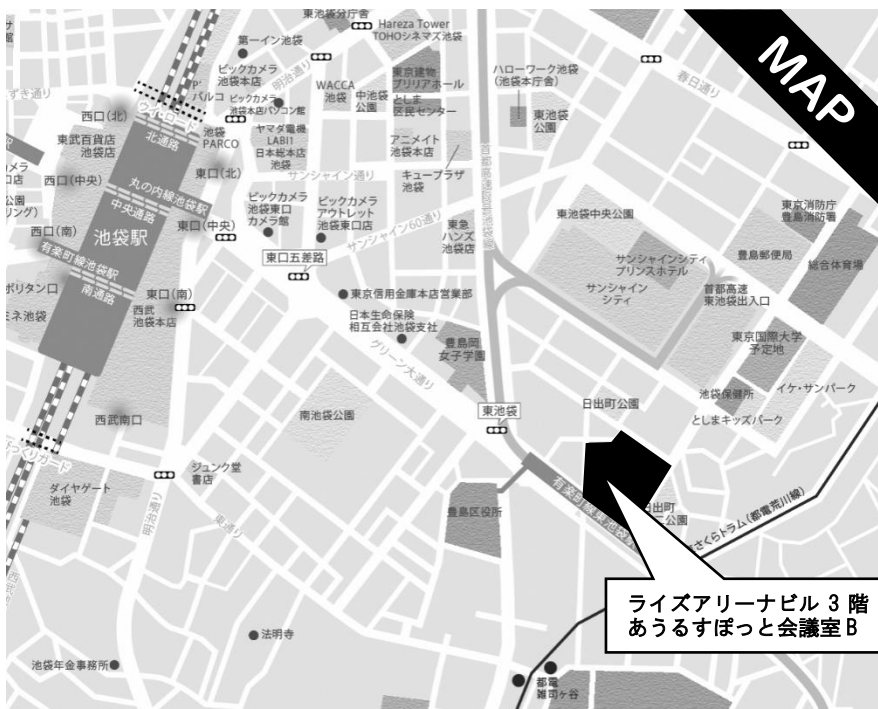 MAP
東池袋分庁舎
Hareza Tower
TOHOシネマズ池袋
第一イン池袋
明治通り
ビックカメラ
池袋本店
WACCA
池袋
中池袋
公園
東京建物
ブリリアホール
としま
区民センター
ハローワーク池袋
(池袋本庁舎)
春日通り
P'
パルコ
ビックカメラ
池袋本店パソコン館
東池袋
公園
西口(北)
ウイ・ロード
北通路
池袋
PARCO
ヤマダ電機
LABI1
日本総本店
池袋
アニメイト
池袋本店
東武百貨店
池袋店
東口(北)
サンシャイン通り
キュープラザ
池袋
西口(中央)
丸の内線池袋駅
中央通路
池袋駅
ビックカメラ
池袋東口
カメラ館
ビックカメラ
アウトレット
池袋東口店
サンシャイン60通り
東急
ハンズ
池袋店
東池袋中央公園
東京消防庁
豊島消防署
西口(南)
東口(中央)
東口五差路
サンシャインシティ
プリンスホテル
サンシャイン
シティ
豊島郵便局
総合体育場
有楽町線池袋駅
南通路
東口(南)
西武
池袋本店
東京信用金庫本店営業部
首都高速
東池袋出入口
日本生命保険
相互会社池袋支社
豊島岡
女子学園
グリーン大通り
東京国際大学
予定地
池袋保健所
イケ・サンパーク
としまキッズパーク
西武南口
南池袋公園
東池袋
日出町公園
ジュンク堂
書店
ダイヤゲート
池袋
明治通り
東通り
豊島区役所
ライズアリーナビル 3 階
あうるすぽっと会議室B
法明寺
池袋年金事務所
都電
雑司ヶ谷